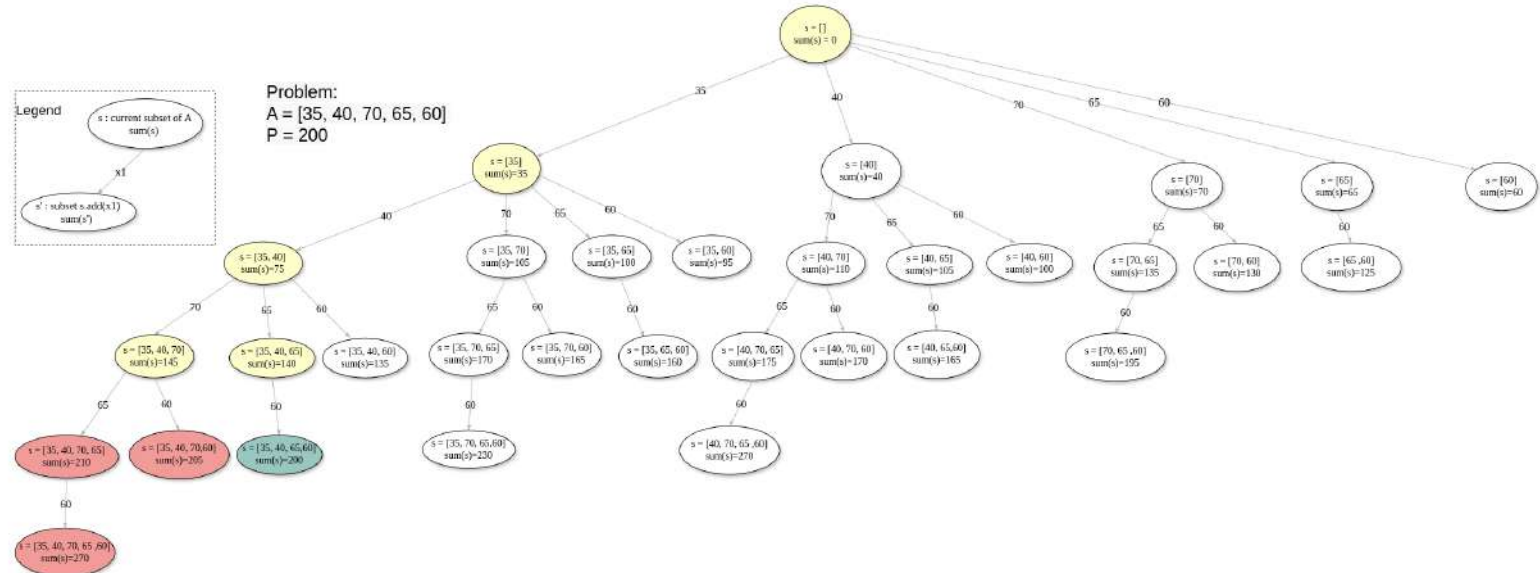 s = []
sum(s) = 0
Legend
s : current subset of A
sum(s)
x1
s' : subset s.add(x1)
sum(s')
Problem:
A = [35, 40, 70, 65, 60]
P = 200
35
40
70
65
60
s = [35]
sum(s)=35
s = [40]
sum(s)=40
s = [70]
sum(s)=70
s = [65]
sum(s)=65
s = [60]
sum(s)=60
40
70
65
60
70
65
60
65
60
60
s = [35, 40]
sum(s)=75
s = [35, 70]
sum(s)=105
s = [35, 65]
sum(s)=100
s = [35, 60]
sum(s)=95
s = [40, 70]
sum(s)=110
s = [40, 65]
sum(s)=105
s = [40, 60]
sum(s)=100
s = [70, 65]
sum(s)=135
s = [70, 60]
sum(s)=130
s = [65 ,60]
sum(s)=125
70
65
60
65
60
60
65
60
60
60
s = [35, 40, 70]
sum(s)=145
s = [35, 40, 65]
sum(s)=140
s = [35, 40, 60]
sum(s)=135
s = [35, 70, 65]
sum(s)=170
s = [35, 70, 60]
sum(s)=165
s = [35, 65, 60]
sum(s)=160
s = [40, 70, 65]
sum(s)=175
s = [40, 70, 60]
sum(s)=170
s = [40, 65,60]
sum(s)=165
s = [70, 65 ,60]
sum(s)=195
65
60
60
60
60
s = [35, 40, 70, 65]
sum(s)=210
s = [35, 40, 70,60]
sum(s)=205
s = [35, 40, 65,60]
sum(s)=200
s = [35, 70, 65,60]
sum(s)=230
s = [40, 70, 65 ,60]
sum(s)=270
60
s = [35, 40, 70, 65 ,60]
sum(s)=270